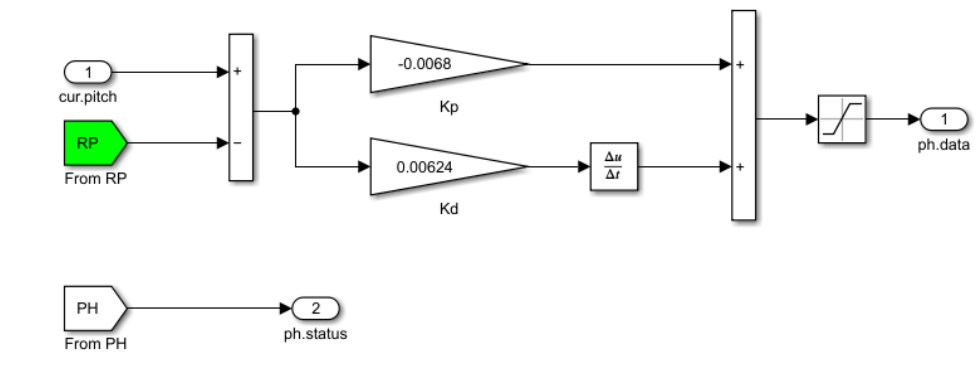 1
cur.pitch
RP
From RP
+
−
-0.0068
Kp
0.00624
Kd
Δu
Δt
+
+
1
ph.data
PH
From PH
2
ph.status